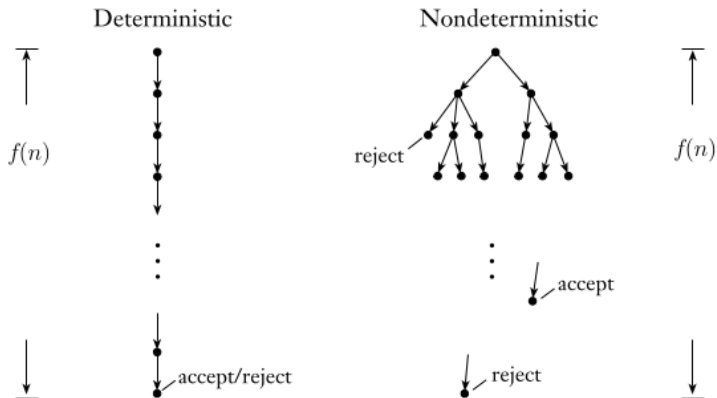 Deterministic
Nondeterministic
f(n)
reject
f(n)
accept
accept/reject
reject